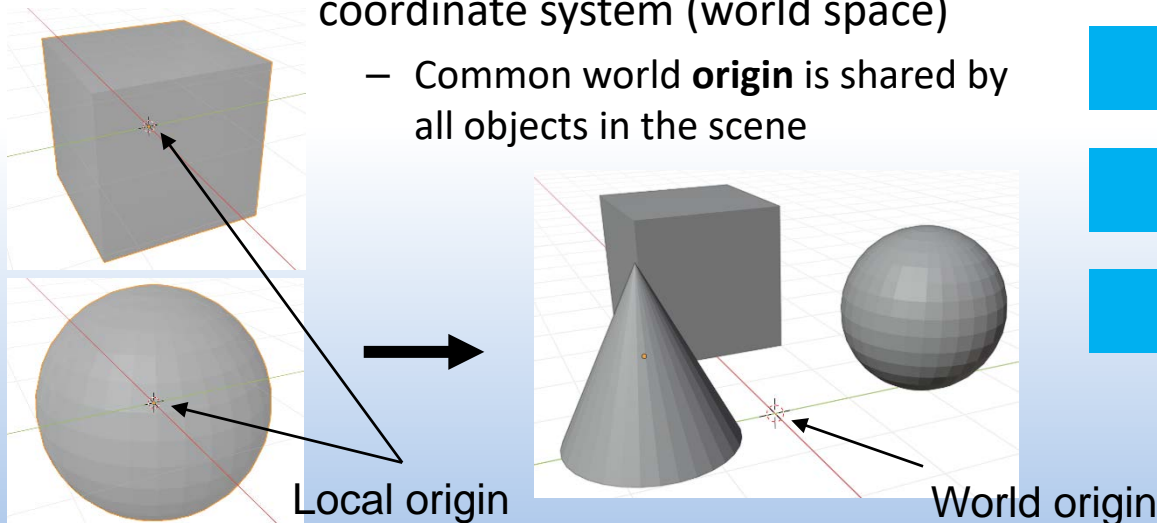 coordinate system (world space)
– Common world origin is shared by
all objects in the scene
Local origin
World origin